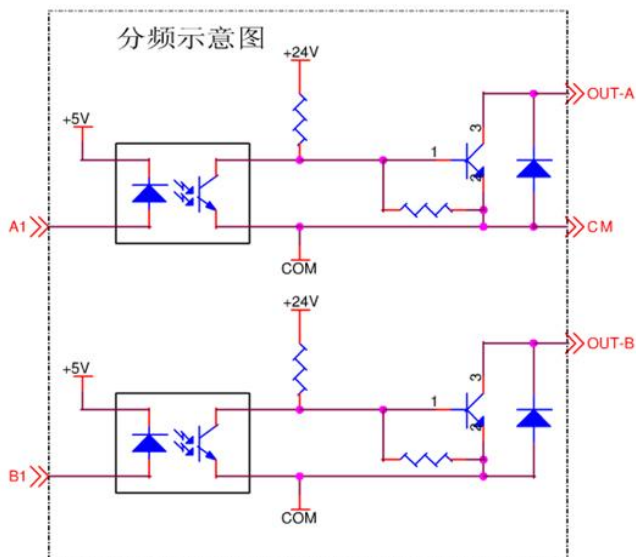 分频示意图
+24V
OUT-A
+5V
3
1
2
A1
CM
COM
+24V
OUT-B
+5V
3
1
2
B1
COM